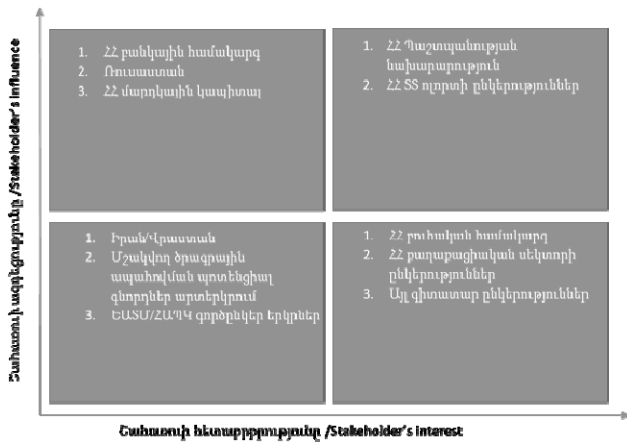 Շահառուի ազդեցությունը /Stakeholder's Influence
1. ՀՀ բանկային համակարգ
2. Ռուսաստան
3. ՀՀ մարդկային կապիտալ
1. ՀՀ Պաշտպանության
նախարարություն
2. ՀՀ ՏՏ ոլորտի ընկերություններ
1. Իրան/Վրաստան
2. Մշակվող ծրագրային
ապահովման պոտենցիալ
գնորդներ արտերկրում
3. ԵԱՏՄ/ՀԱՊԿ գործընկեր երկրներ
1. ՀՀ բուհական համակարգ
2. ՀՀ քաղաքացիական սեկտորի
ընկերություններ
3. Այլ գիտատար ընկերություններ
Շահառուի հետաքրքրությունը /Stakeholder's Interest